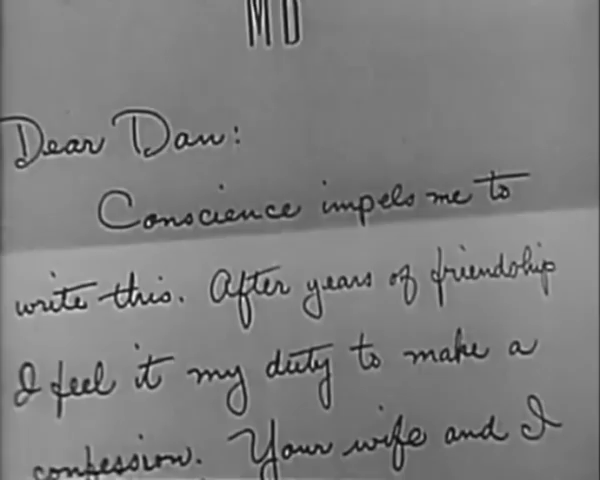 MD
Dear Dan:
Conscience impels me to
write this. After years of friendship
I feel it my duty to make a
confession. Your wife and I